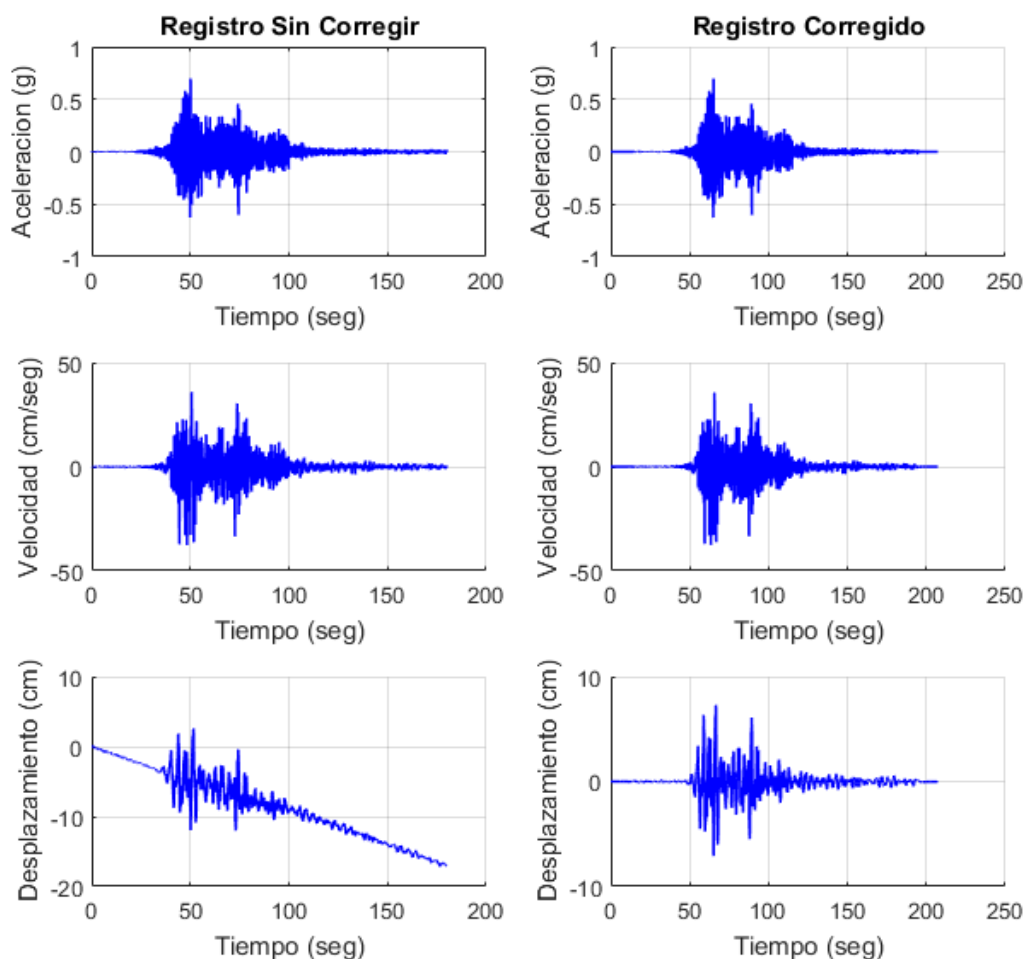 Registro Sin Corregir
Aceleracion (g)
1
0.5
0
-0.5
-1
0 50 100 150 200
Tiempo (seg)
Registro Corregido
Aceleracion (g)
1
0.5
0
-0.5
-1
0 50 100 150 200 250
Tiempo (seg)
Velocidad (cm/seg)
50
0
-50
0 50 100 150 200
Tiempo (seg)
Velocidad (cm/seg)
50
0
-50
0 50 100 150 200 250
Tiempo (seg)
Desplazamiento (cm)
10
0
-10
-20
0 50 100 150 200
Tiempo (seg)
Desplazamiento (cm)
10
0
-10
0 50 100 150 200 250
Tiempo (seg)